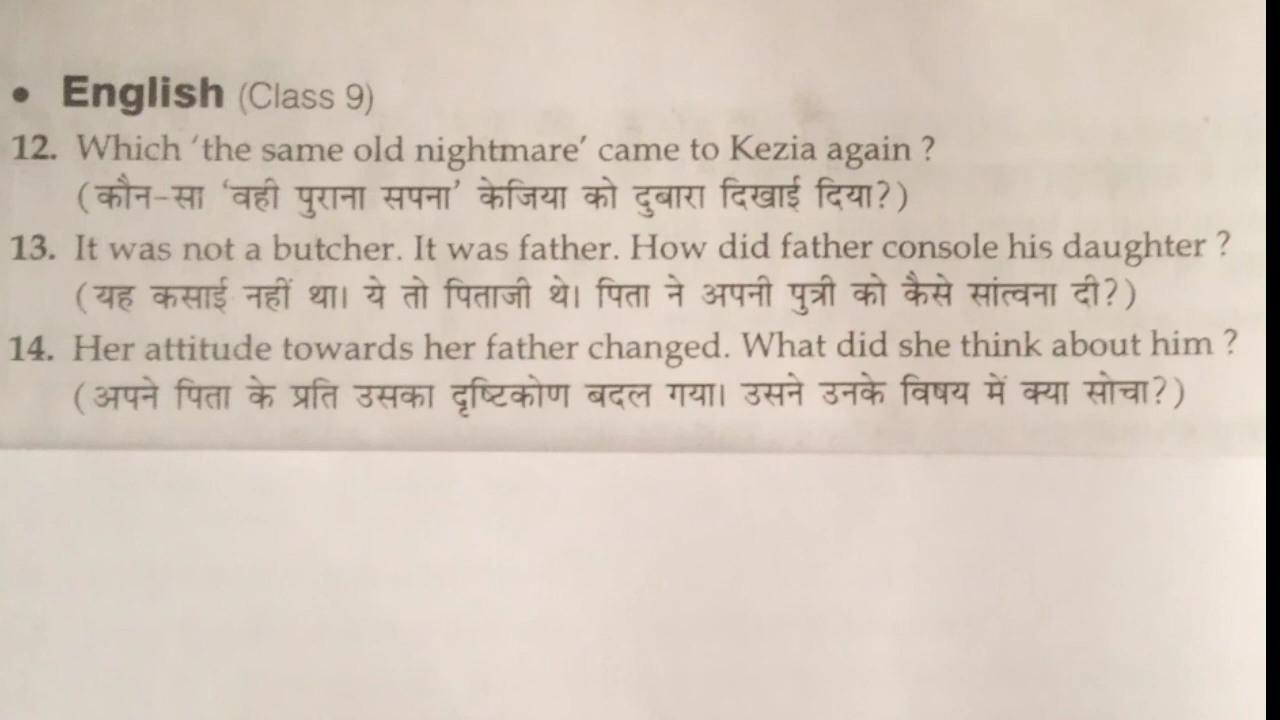 • English (Class 9)
12. Which 'the same old nightmare' came to Kezia again ?
(कौन-सा 'वही पुराना सपना' केजिया को दुबारा दिखाई दिया?)
13. It was not a butcher. It was father. How did father console his daughter ?
(यह कसाई नहीं था। ये तो पिताजी थे। पिता ने अपनी पुत्री को कैसे सांत्वना दी?)
14. Her attitude towards her father changed. What did she think about him ?
(अपने पिता के प्रति उसका दृष्टिकोण बदल गया। उसने उनके विषय में क्या सोचा?)